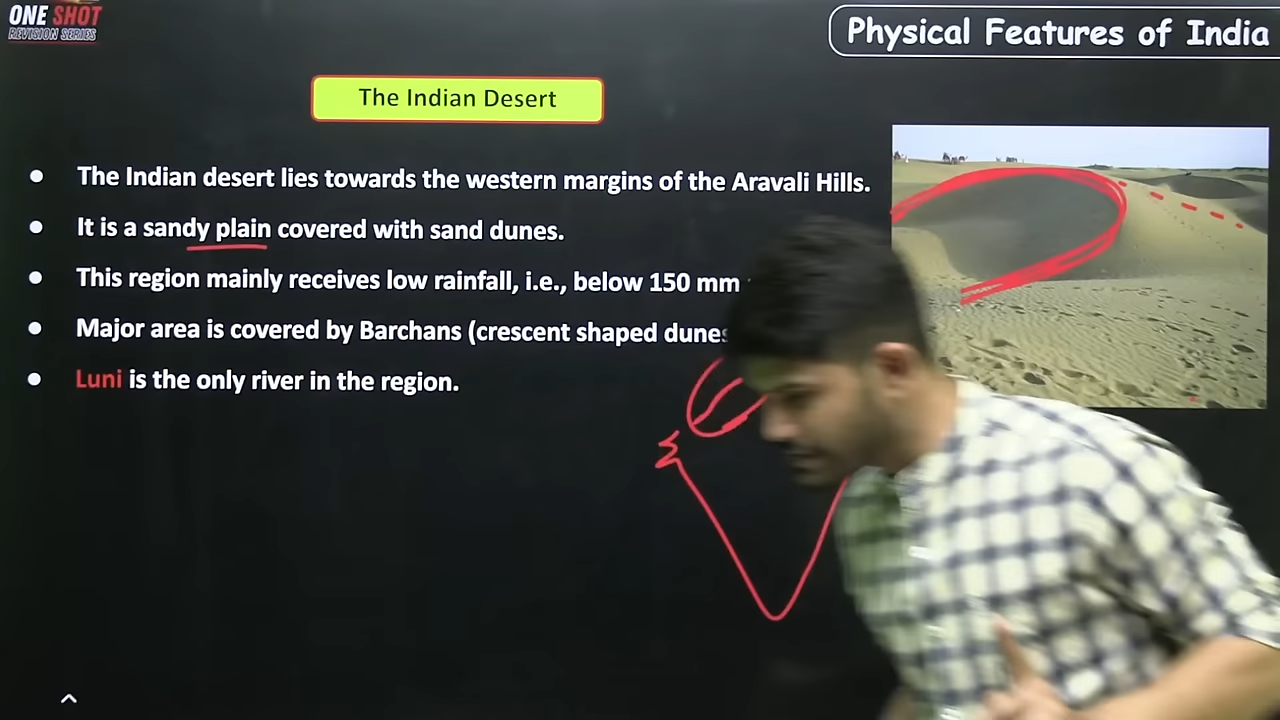 ONE SHOT
REVISION SERIES
Physical Features of India
The Indian Desert
• The Indian desert lies towards the western margins of the Aravali Hills.
• It is a sandy plain covered with sand dunes.
• This region mainly receives low rainfall, i.e., below 150 mm
• Major area is covered by Barchans (crescent shaped dunes
• Luni is the only river in the region.